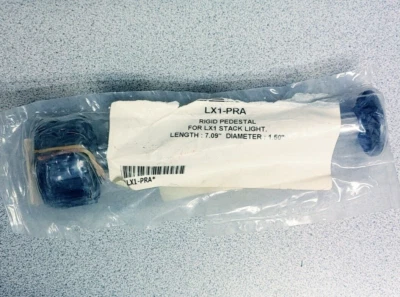 LX1-PRA
RIGID PEDESTAL
FOR LX1 STACK LIGHT.
LENGTH : 7.09" DIAMETER : 1.50"
LX1-PRA*